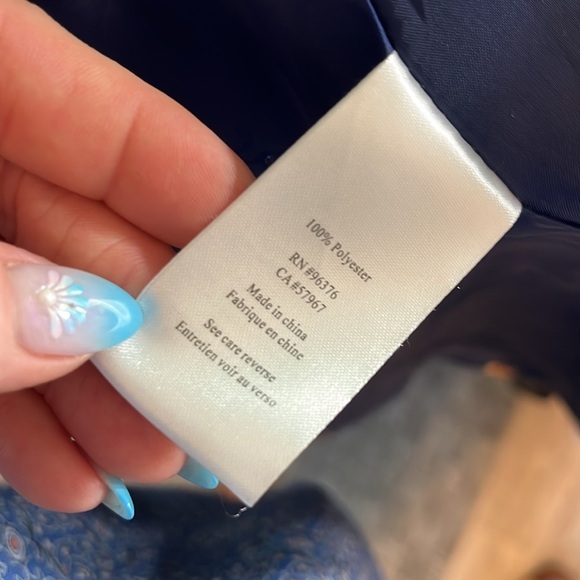 100% Polyester
RN #96376
CA #57967
Made in china
Fabrique en chine
See care reverse
Entretien voir au verso